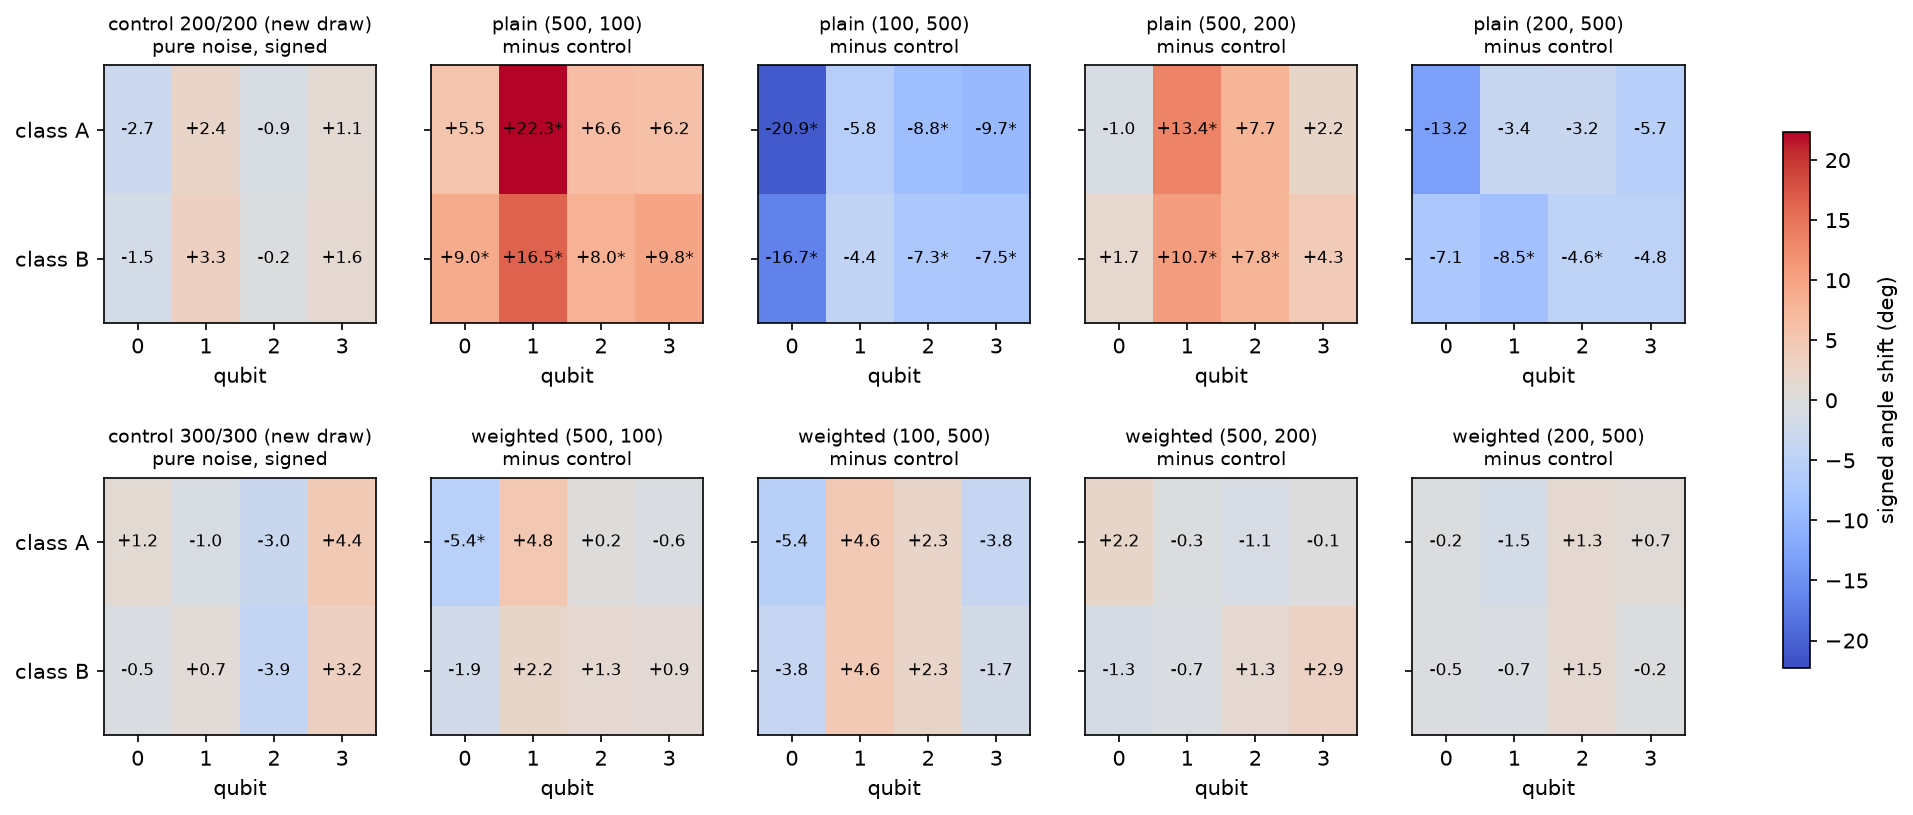 control 200/200 (new draw)
pure noise, signed
plain (500, 100)
minus control
plain (100, 500)
minus control
plain (500, 200)
minus control
plain (200, 500)
minus control
class A
-2.7 +2.4 -0.9 +1.1
+5.5 +22.3* +6.6 +6.2
-20.9* -5.8 -8.8* -9.7*
-1.0 +13.4* +7.7 +2.2
-13.2 -3.4 -3.2 -5.7
class B
-1.5 +3.3 -0.2 +1.6
+9.0* +16.5* +8.0* +9.8*
-16.7* -4.4 -7.3* -7.5*
+1.7 +10.7* +7.8* +4.3
-7.1 -8.5* -4.6* -4.8
0 1 2 3
qubit
0 1 2 3
qubit
0 1 2 3
qubit
0 1 2 3
qubit
0 1 2 3
qubit
control 300/300 (new draw)
pure noise, signed
weighted (500, 100)
minus control
weighted (100, 500)
minus control
weighted (500, 200)
minus control
weighted (200, 500)
minus control
class A
+1.2 -1.0 -3.0 +4.4
-5.4* +4.8 +0.2 -0.6
-5.4 +4.6 +2.3 -3.8
+2.2 -0.3 -1.1 -0.1
-0.2 -1.5 +1.3 +0.7
class B
-0.5 +0.7 -3.9 +3.2
-1.9 +2.2 +1.3 +0.9
-3.8 +4.6 +2.3 -1.7
-1.3 -0.7 +1.3 +2.9
-0.5 -0.7 +1.5 -0.2
0 1 2 3
qubit
0 1 2 3
qubit
0 1 2 3
qubit
0 1 2 3
qubit
0 1 2 3
qubit
20
15
10
5
0
−5
−10
−15
−20
signed angle shift (deg)